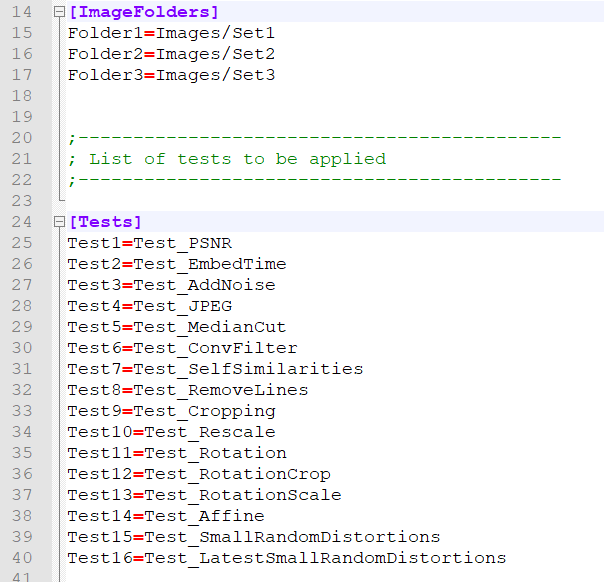 14 [ImageFolders]
15 Folder1=Images/Set1
16 Folder2=Images/Set2
17 Folder3=Images/Set3
18
19
20 ;--------------------------------------------
21 ; List of tests to be applied
22 ;--------------------------------------------
23
24 [Tests]
25 Test1=Test_PSNR
26 Test2=Test_EmbedTime
27 Test3=Test_AddNoise
28 Test4=Test_JPEG
29 Test5=Test_MedianCut
30 Test6=Test_ConvFilter
31 Test7=Test_SelfSimilarities
32 Test8=Test_RemoveLines
33 Test9=Test_Cropping
34 Test10=Test_Rescale
35 Test11=Test_Rotation
36 Test12=Test_RotationCrop
37 Test13=Test_RotationScale
38 Test14=Test_Affine
39 Test15=Test_SmallRandomDistortions
40 Test16=Test_LatestSmallRandomDistortions
41